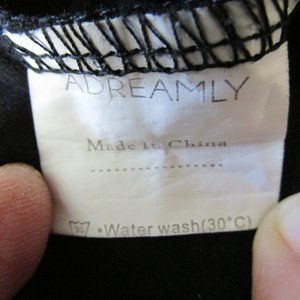 ADREAMLY
Made in China
.................
30 •Water wash(30°C)